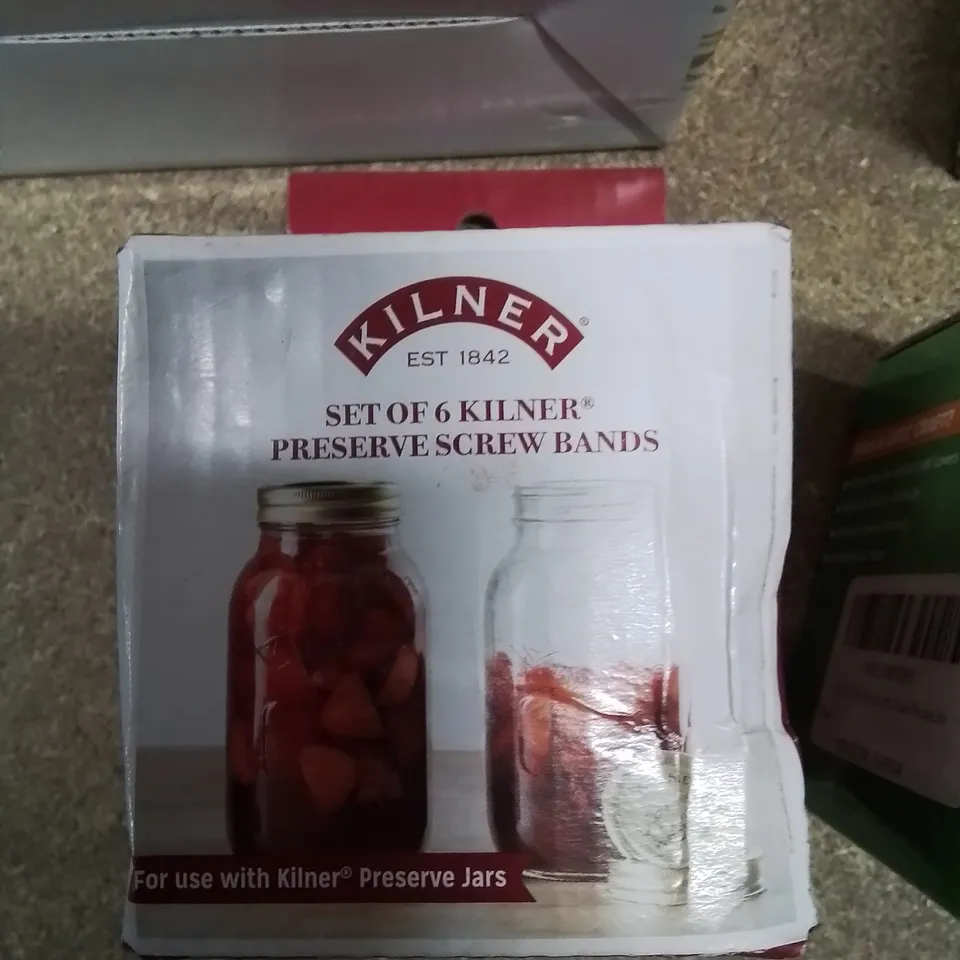 KILNER®
EST 1842
SET OF 6 KILNER®
PRESERVE SCREW BANDS
For use with Kilner® Preserve Jars